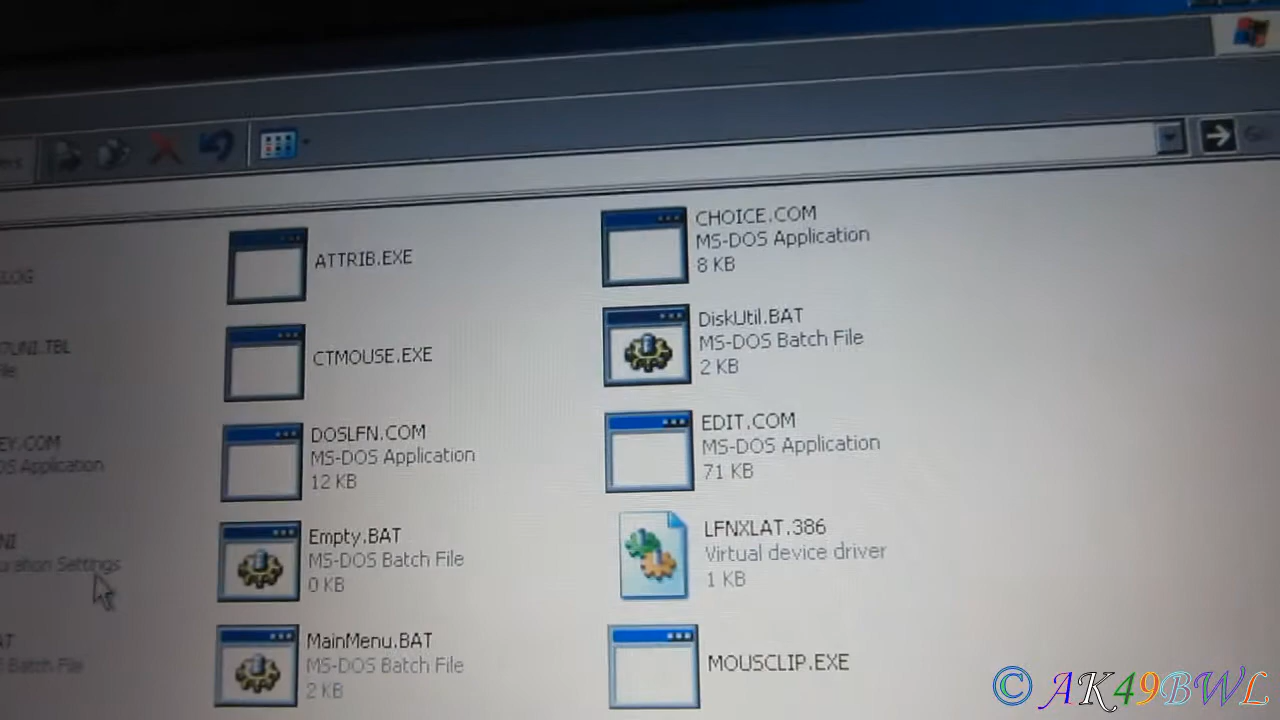 ATTRIB.EXE
CHOICE.COM
MS-DOS Application
8 KB
CTMOUSE.EXE
DiskUtil.BAT
MS-DOS Batch File
2 KB
DOSLFN.COM
MS-DOS Application
12 KB
EDIT.COM
MS-DOS Application
71 KB
Settings
Empty.BAT
MS-DOS Batch File
0 KB
LFNXLAT.386
Virtual device driver
1 KB
Batch File
MainMenu.BAT
MS-DOS Batch File
2 KB
MOUSCLIP.EXE
© AK49BWL